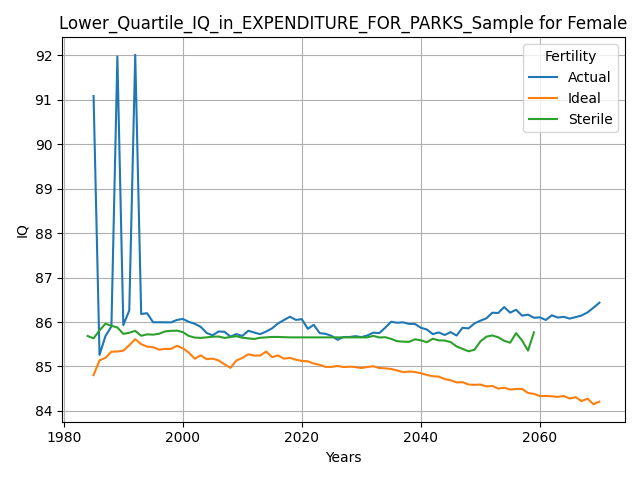 Lower_Quartile_IQ_in_EXPENDITURE_FOR_PARKS_Sample for Female
Fertility
Actual
Ideal
Sterile
92
91
90
89
88
87
86
85
84
IQ
1980
2000
2020
2040
2060
Years